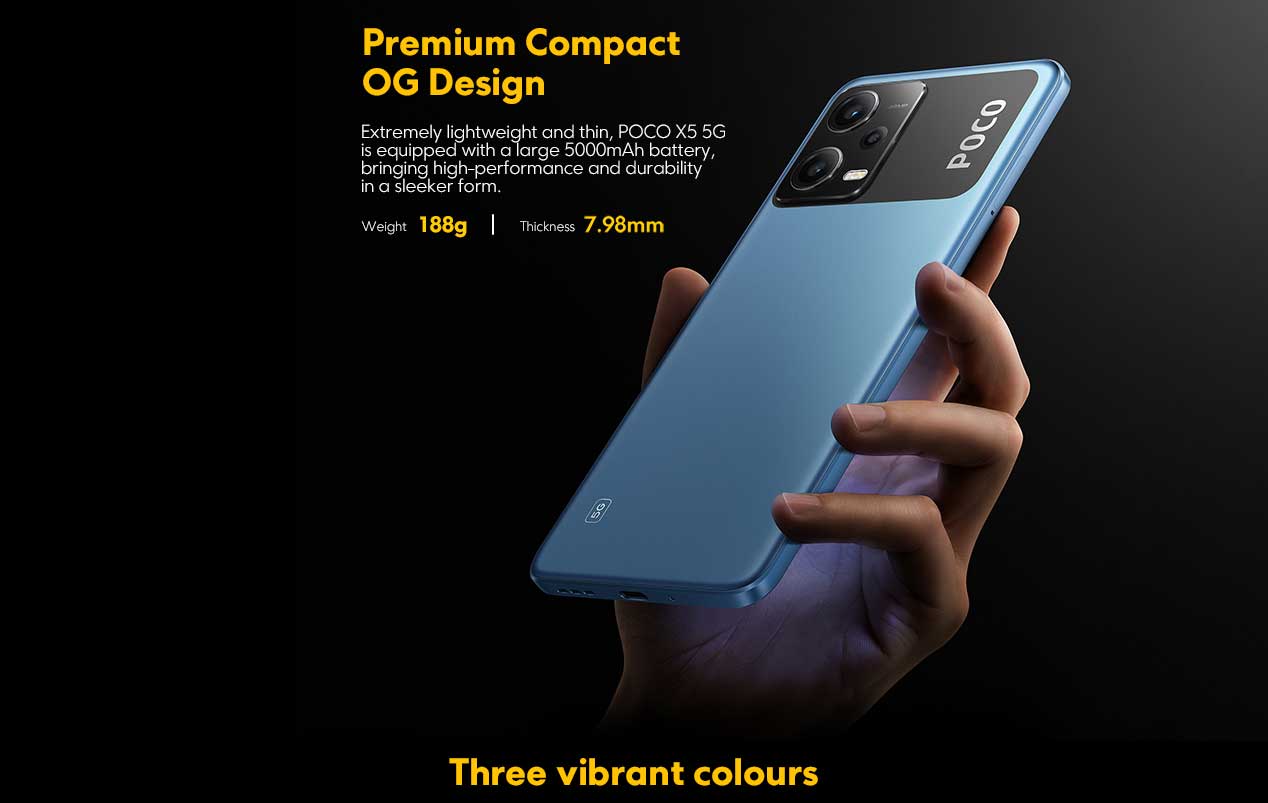 Premium Compact
OG Design
Extremely lightweight and thin, POCO X5 5G
is equipped with a large 5000mAh battery,
bringing high-performance and durability
in a sleeker form.
Weight 188g | Thickness 7.98mm
POCO
5G
Three vibrant colours